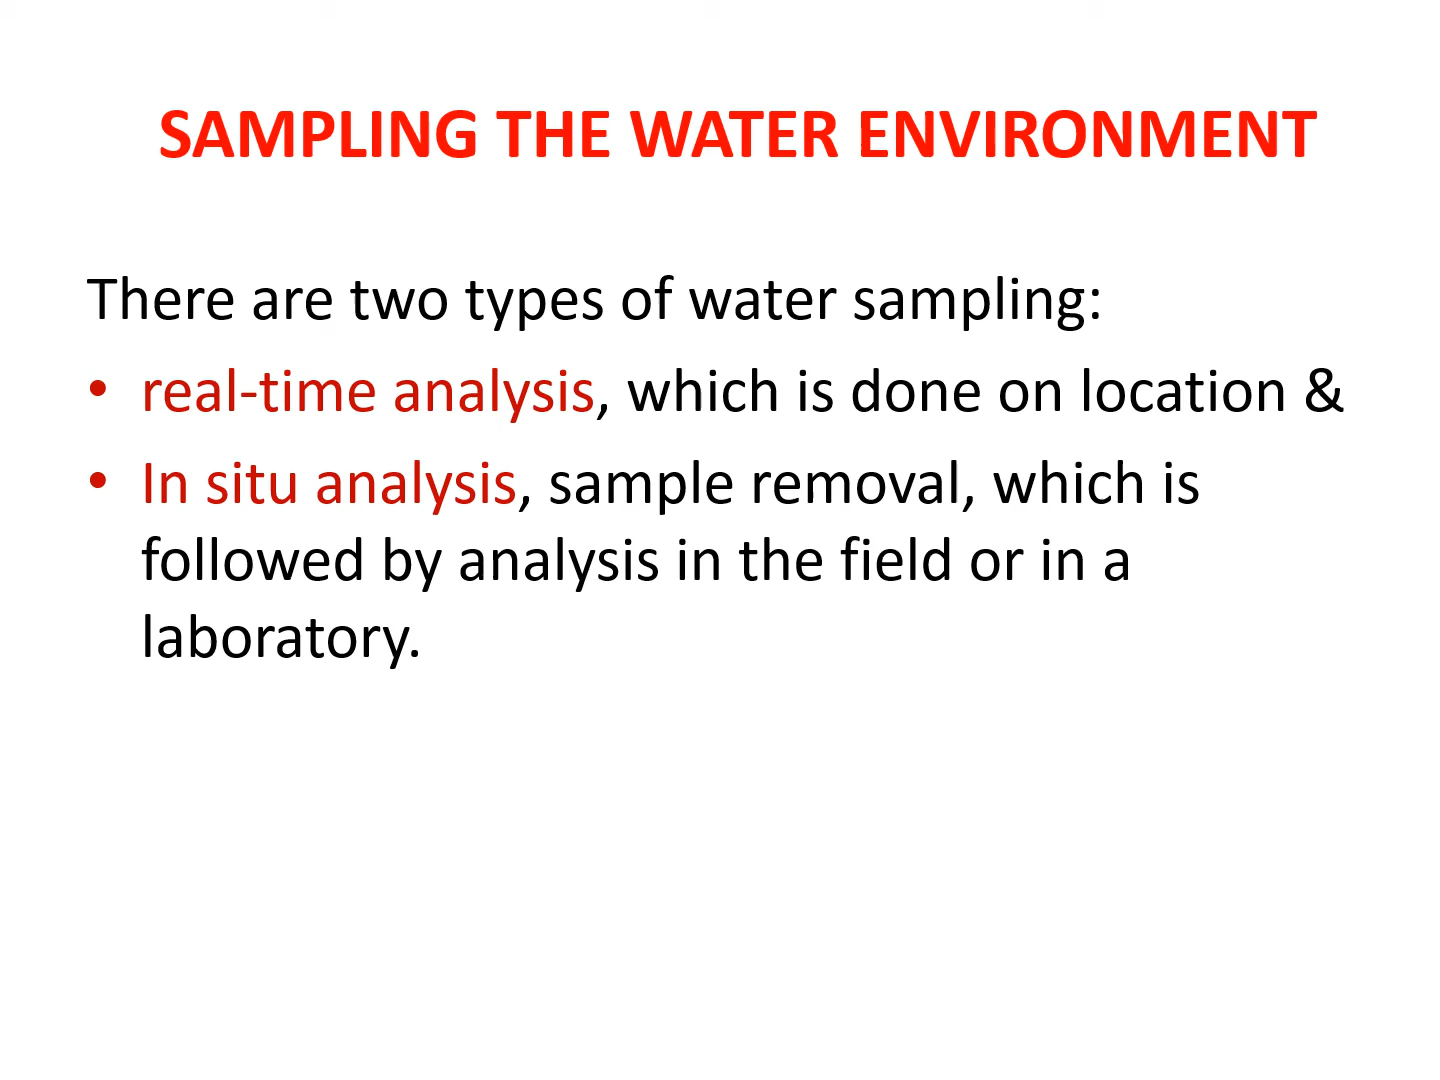 SAMPLING THE WATER ENVIRONMENT
There are two types of water sampling:
• real-time analysis, which is done on location &
• In situ analysis, sample removal, which is
followed by analysis in the field or in a
laboratory.